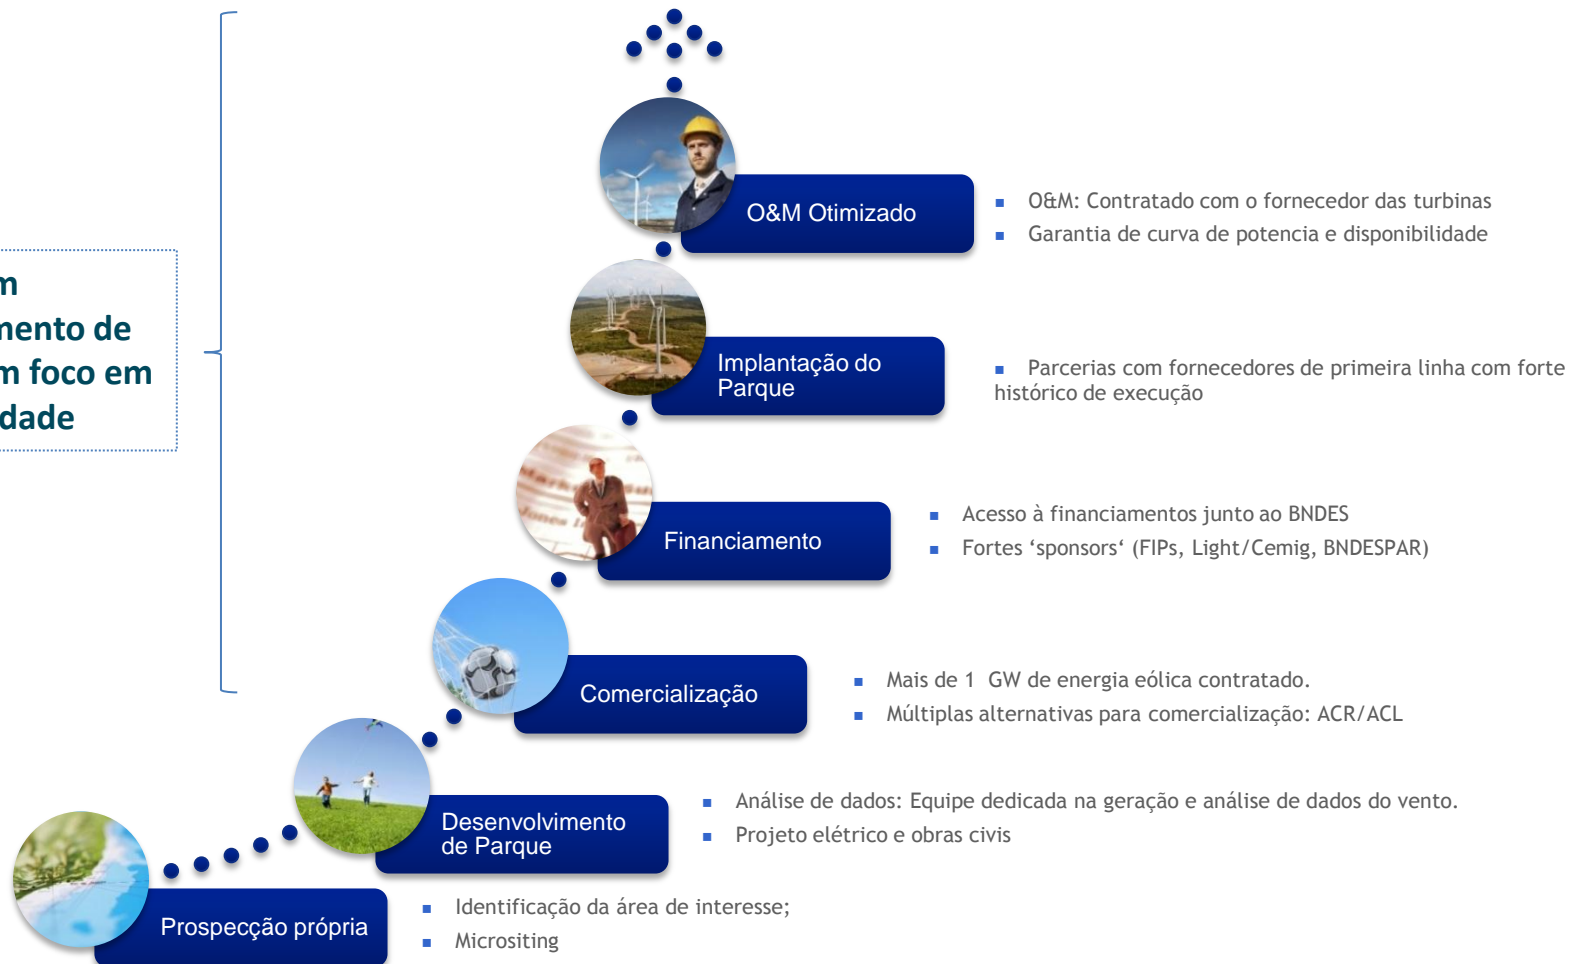 O&M Otimizado
O&M: Contratado com o fornecedor das turbinas
Garantia de curva de potencia e disponibilidade
mento de
m foco em
dade
Implantação do
Parque
Parcerias com fornecedores de primeira linha com forte
histórico de execução
Financiamento
Acesso à financiamentos junto ao BNDES
Fortes ‘sponsors‘ (FIPs, Light/Cemig, BNDESPAR)
Comercialização
Mais de 1 GW de energia eólica contratado.
Múltiplas alternativas para comercialização: ACR/ACL
Desenvolvimento
de Parque
Análise de dados: Equipe dedicada na geração e análise de dados do vento.
Projeto elétrico e obras civis
Prospecção própria
Identificação da área de interesse;
Micrositing